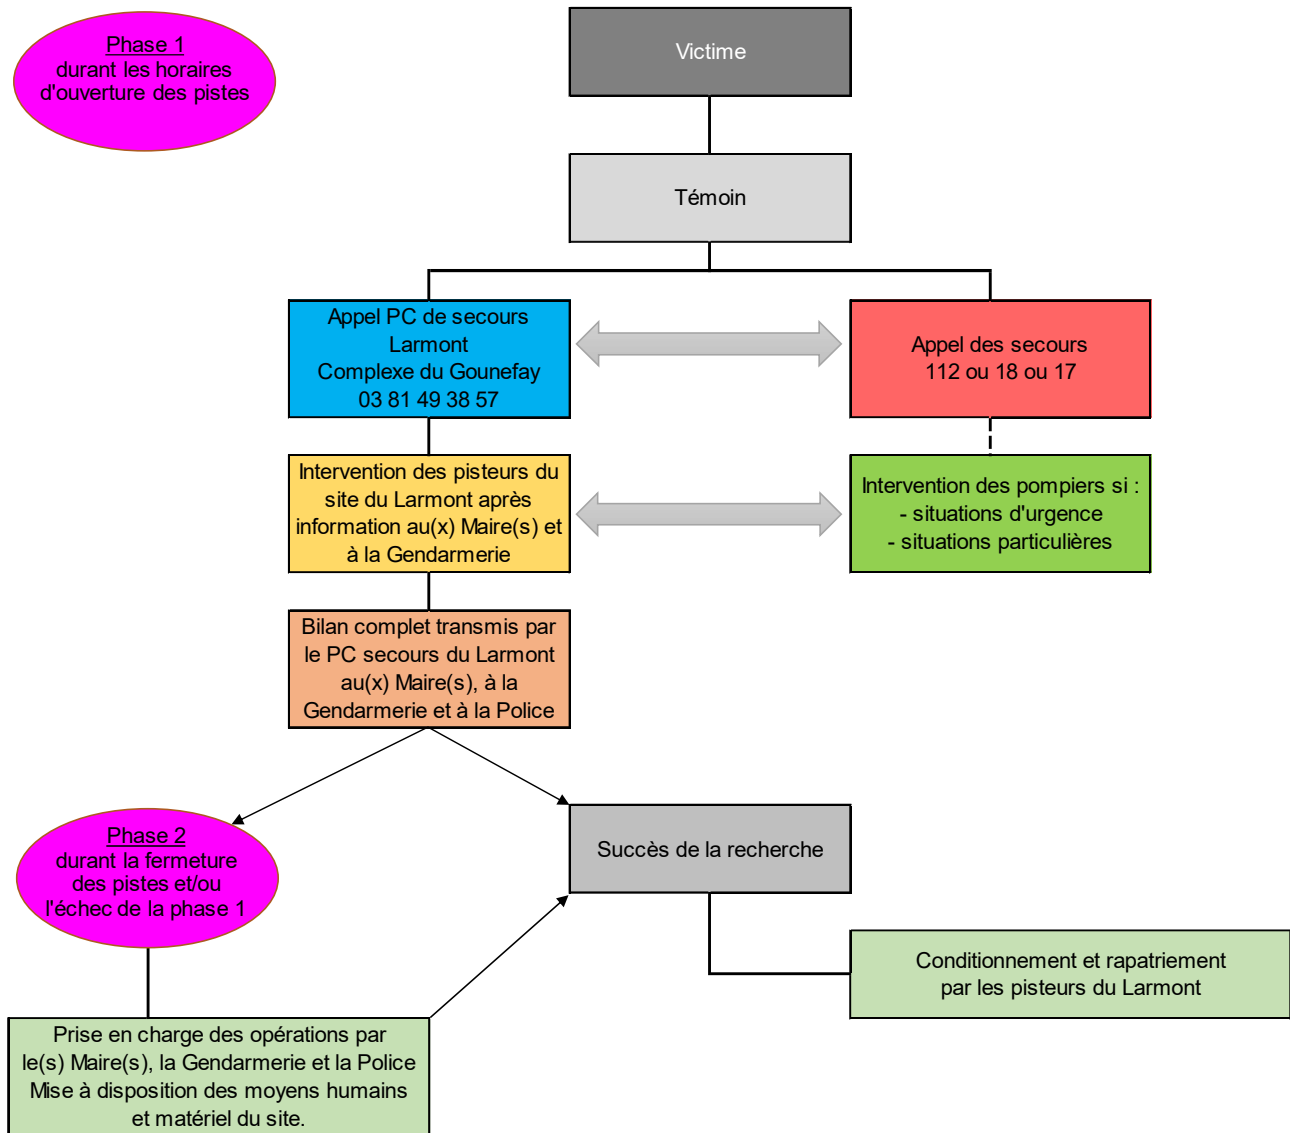 Phase 1
durant les horaires
d'ouverture des pistes
Victime
Témoin
Appel PC de secours
Larmont
Complexe du Gounefay
03 81 49 38 57
Appel des secours
112 ou 18 ou 17
Intervention des pisteurs du
site du Larmont après
information au(x) Maire(s) et
à la Gendarmerie
Intervention des pompiers si :
- situations d'urgence
- situations particulières
Bilan complet transmis par
le PC secours du Larmont
au(x) Maire(s), à la
Gendarmerie et à la Police
Phase 2
durant la fermeture
des pistes et/ou
l'échec de la phase 1
Succès de la recherche
Conditionnement et rapatriement
par les pisteurs du Larmont
Prise en charge des opérations par
le(s) Maire(s), la Gendarmerie et la Police
Mise à disposition des moyens humains
et matériel du site.